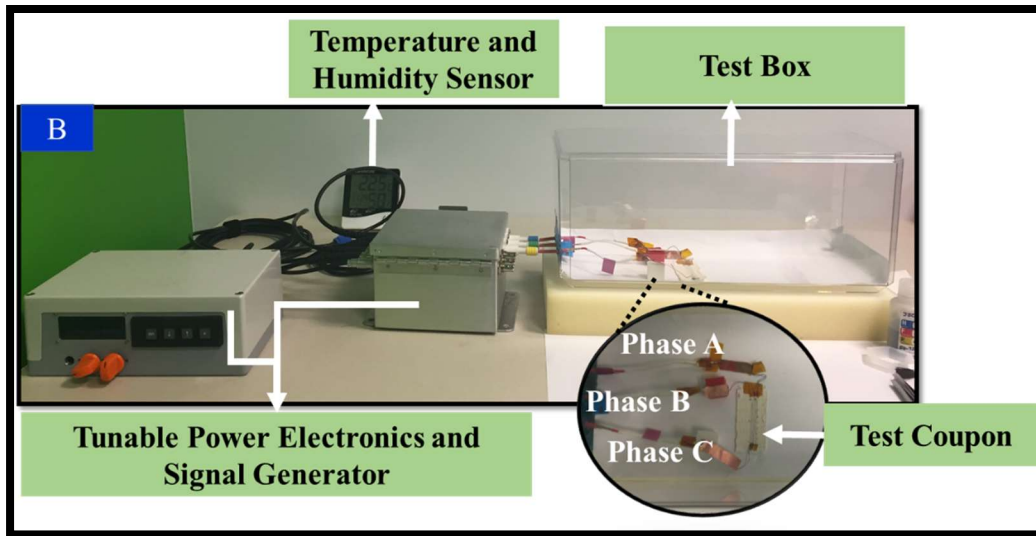 Temperature and
Humidity Sensor
Test Box
B
Phase A
Phase B
Phase C
Test Coupon
Tunable Power Electronics and
Signal Generator